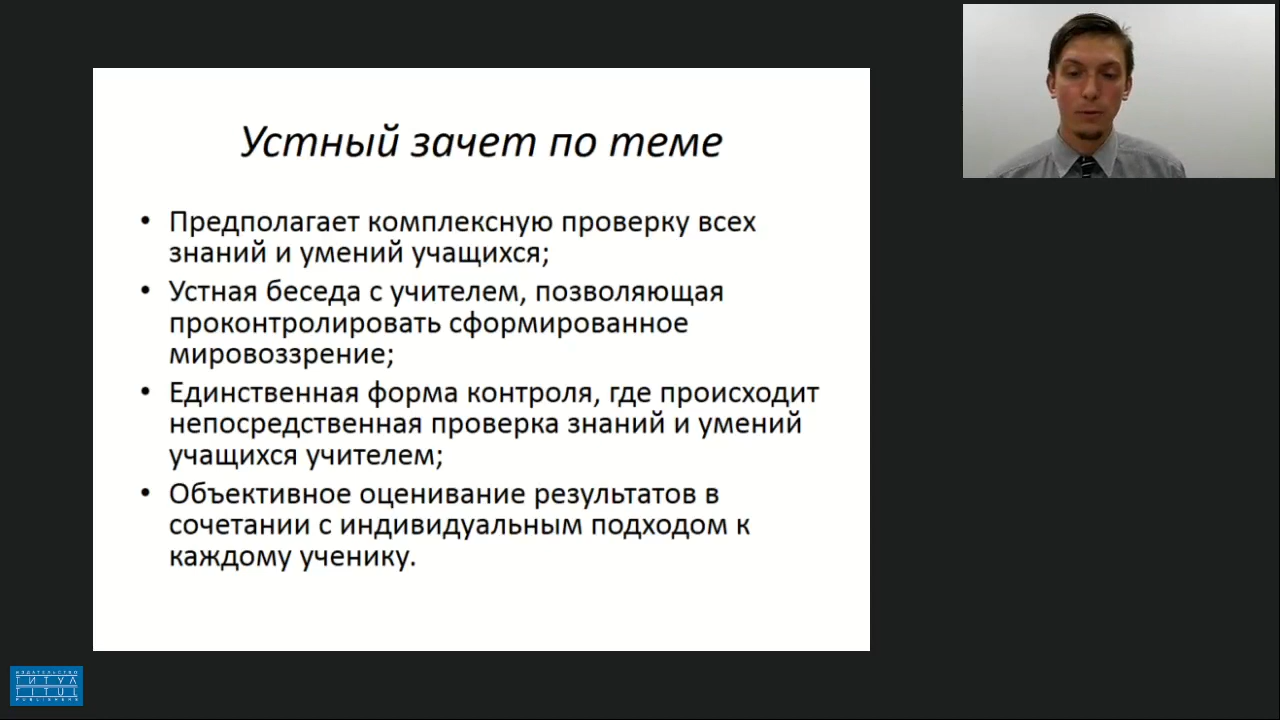 Устный зачет по теме
• Предполагает комплексную проверку всех
знаний и умений учащихся;
• Устная беседа с учителем, позволяющая
проконтролировать сформированное
мировоззрение;
• Единственная форма контроля, где происходит
непосредственная проверка знаний и умений
учащихся учителем;
• Объективное оценивание результатов в
сочетании с индивидуальным подходом к
каждому ученику.
ИЗДАТЕЛЬСТВО
ТИТУЛ
TITUL
PUBLISHERS